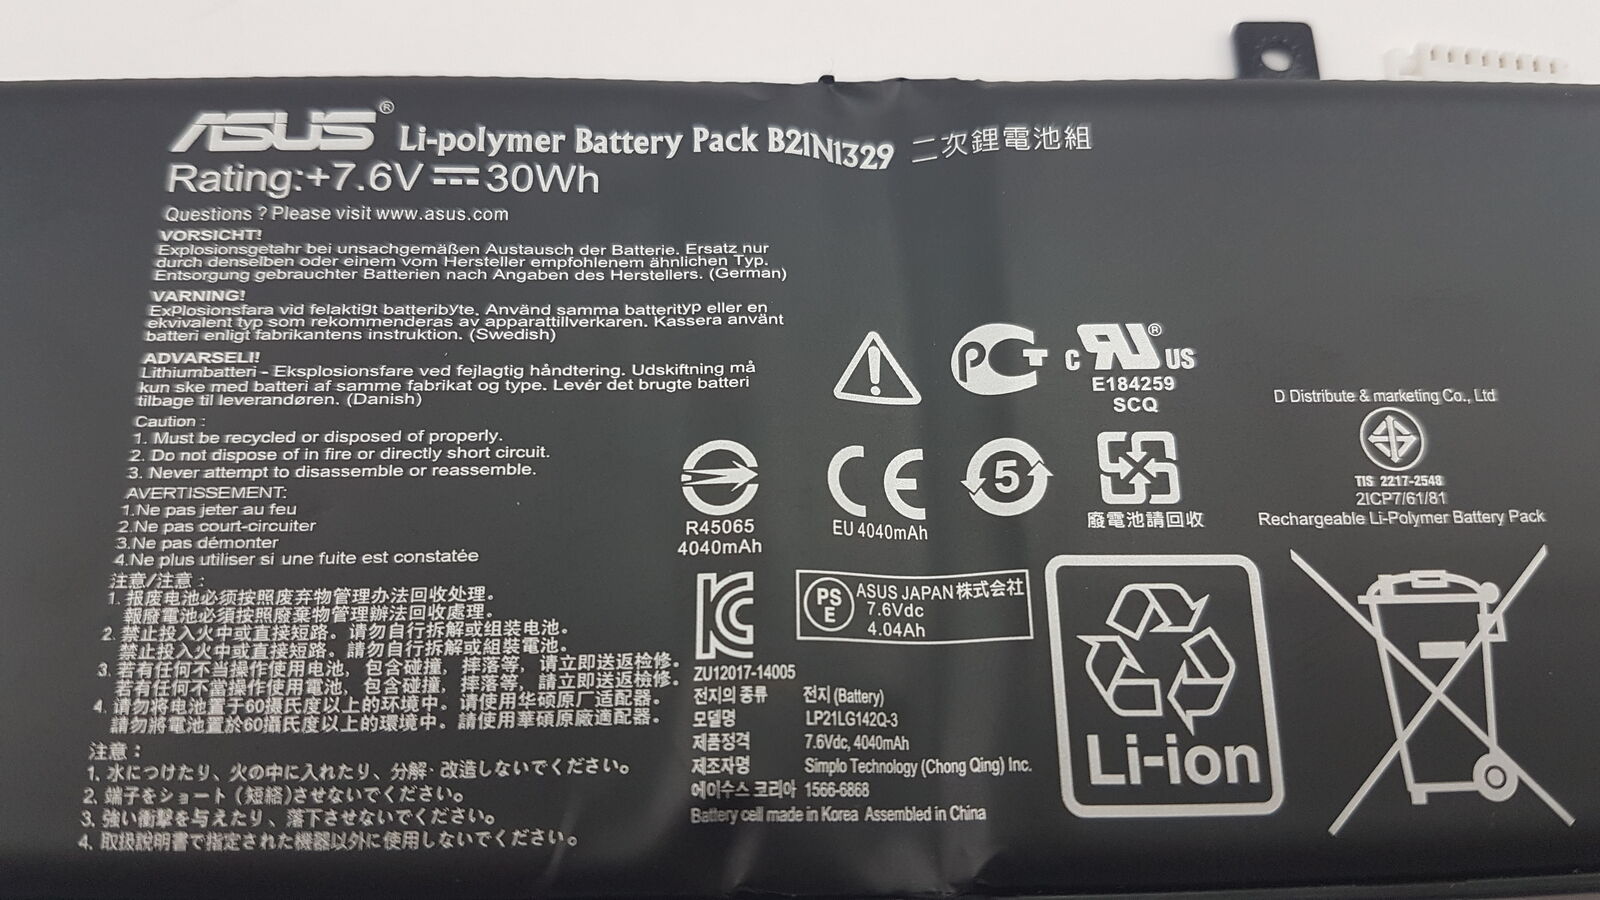 ASUS® Li-polymer Battery Pack B21N1329 二次鋰電池組
Rating:+7.6V 30Wh
Questions ? Please visit www.asus.com
VORSICHT!
Explosionsgetahr bei unsachgemäßen Austausch der Batterie. Ersatz nur
durch denselben oder einem vom Hersteller empfohlenem ähnlichen Typ.
Entsorgung gebrauchter Batterien nach Angaben des Herstellers. (German)
VARNING!
Explosionsfara vid felaktigt batteribyte. Använd samma batterityp eller en
ekvivalent typ som rekommenderas av apparattillverkaren. Kassera använt
batteri enligt fabrikantens instruktion. (Swedish)
ADVARSELI!
Lithiumbatteri - Eksplosionsfare ved fejlagtig håndtering. Udskiftning må
kun ske med batteri af samme fabrikat og type. Levér det brugte batteri
tilbage til leverandøren. (Danish)
Caution :
1. Must be recycled or disposed of properly.
2. Do not dispose of in fire or directly short circuit.
3. Never attempt to disassemble or reassemble.
AVERTISSEMENT:
1.Ne pas jeter au feu
2.Ne pas court-circuiter
3.Ne pas démonter
4.Ne plus utiliser si une fuite est constatée
注意/注意 :
1. 报废电池必须按照废弃物管理办法回收处理。
報廢電池必須按照廢棄物管理辦法回收處理。
2. 禁止投入火中或直接短路。请勿自行拆解或组装电池。
禁止投入火中或直接短路。請勿自行拆解或組裝電池。
3. 若有任何不当操作使用电池，包含碰撞，摔落等，请立即送返检修。
若有任何不當操作使用電池，包含碰撞，摔落等，請立即送返檢修。
4. 请勿将电池置于60摄氏度以上的环境中。请使用华硕原厂适配器。
請勿將電池置於60攝氏度以上的環境中。請使用華碩原廠適配器。
注意：
1. 水につけたり、火の中に入れたり、分解·改造しないでください。
2. 端子をショート（短絡)させないでください。
3. 強い衝撃を与えたり、落下させないでください。
4. 取扱説明書で指定された機器以外に使用しないでください。
R45065
4040mAh
EU 4040mAh
5
PCT
c RU® US
E184259
SCQ
廢電池請回收
D Distribute & marketing Co., Ltd
TIS 2217-2548
2ICP7/61/81
Rechargeable Li-Polymer Battery Pack
PS
E
ASUS JAPAN 株式会社
7.6Vdc
4.04Ah
ZU12017-14005
전지의 종류 전지 (Battery)
모델명 LP21LG142Q-3
제품정격 7.6Vdc, 4040mAh
제조자명 Simplo Technology (Chong Qing) Inc.
에이수스 코리아 1566-6868
Battery cell made in Korea Assembled in China
Li-ion